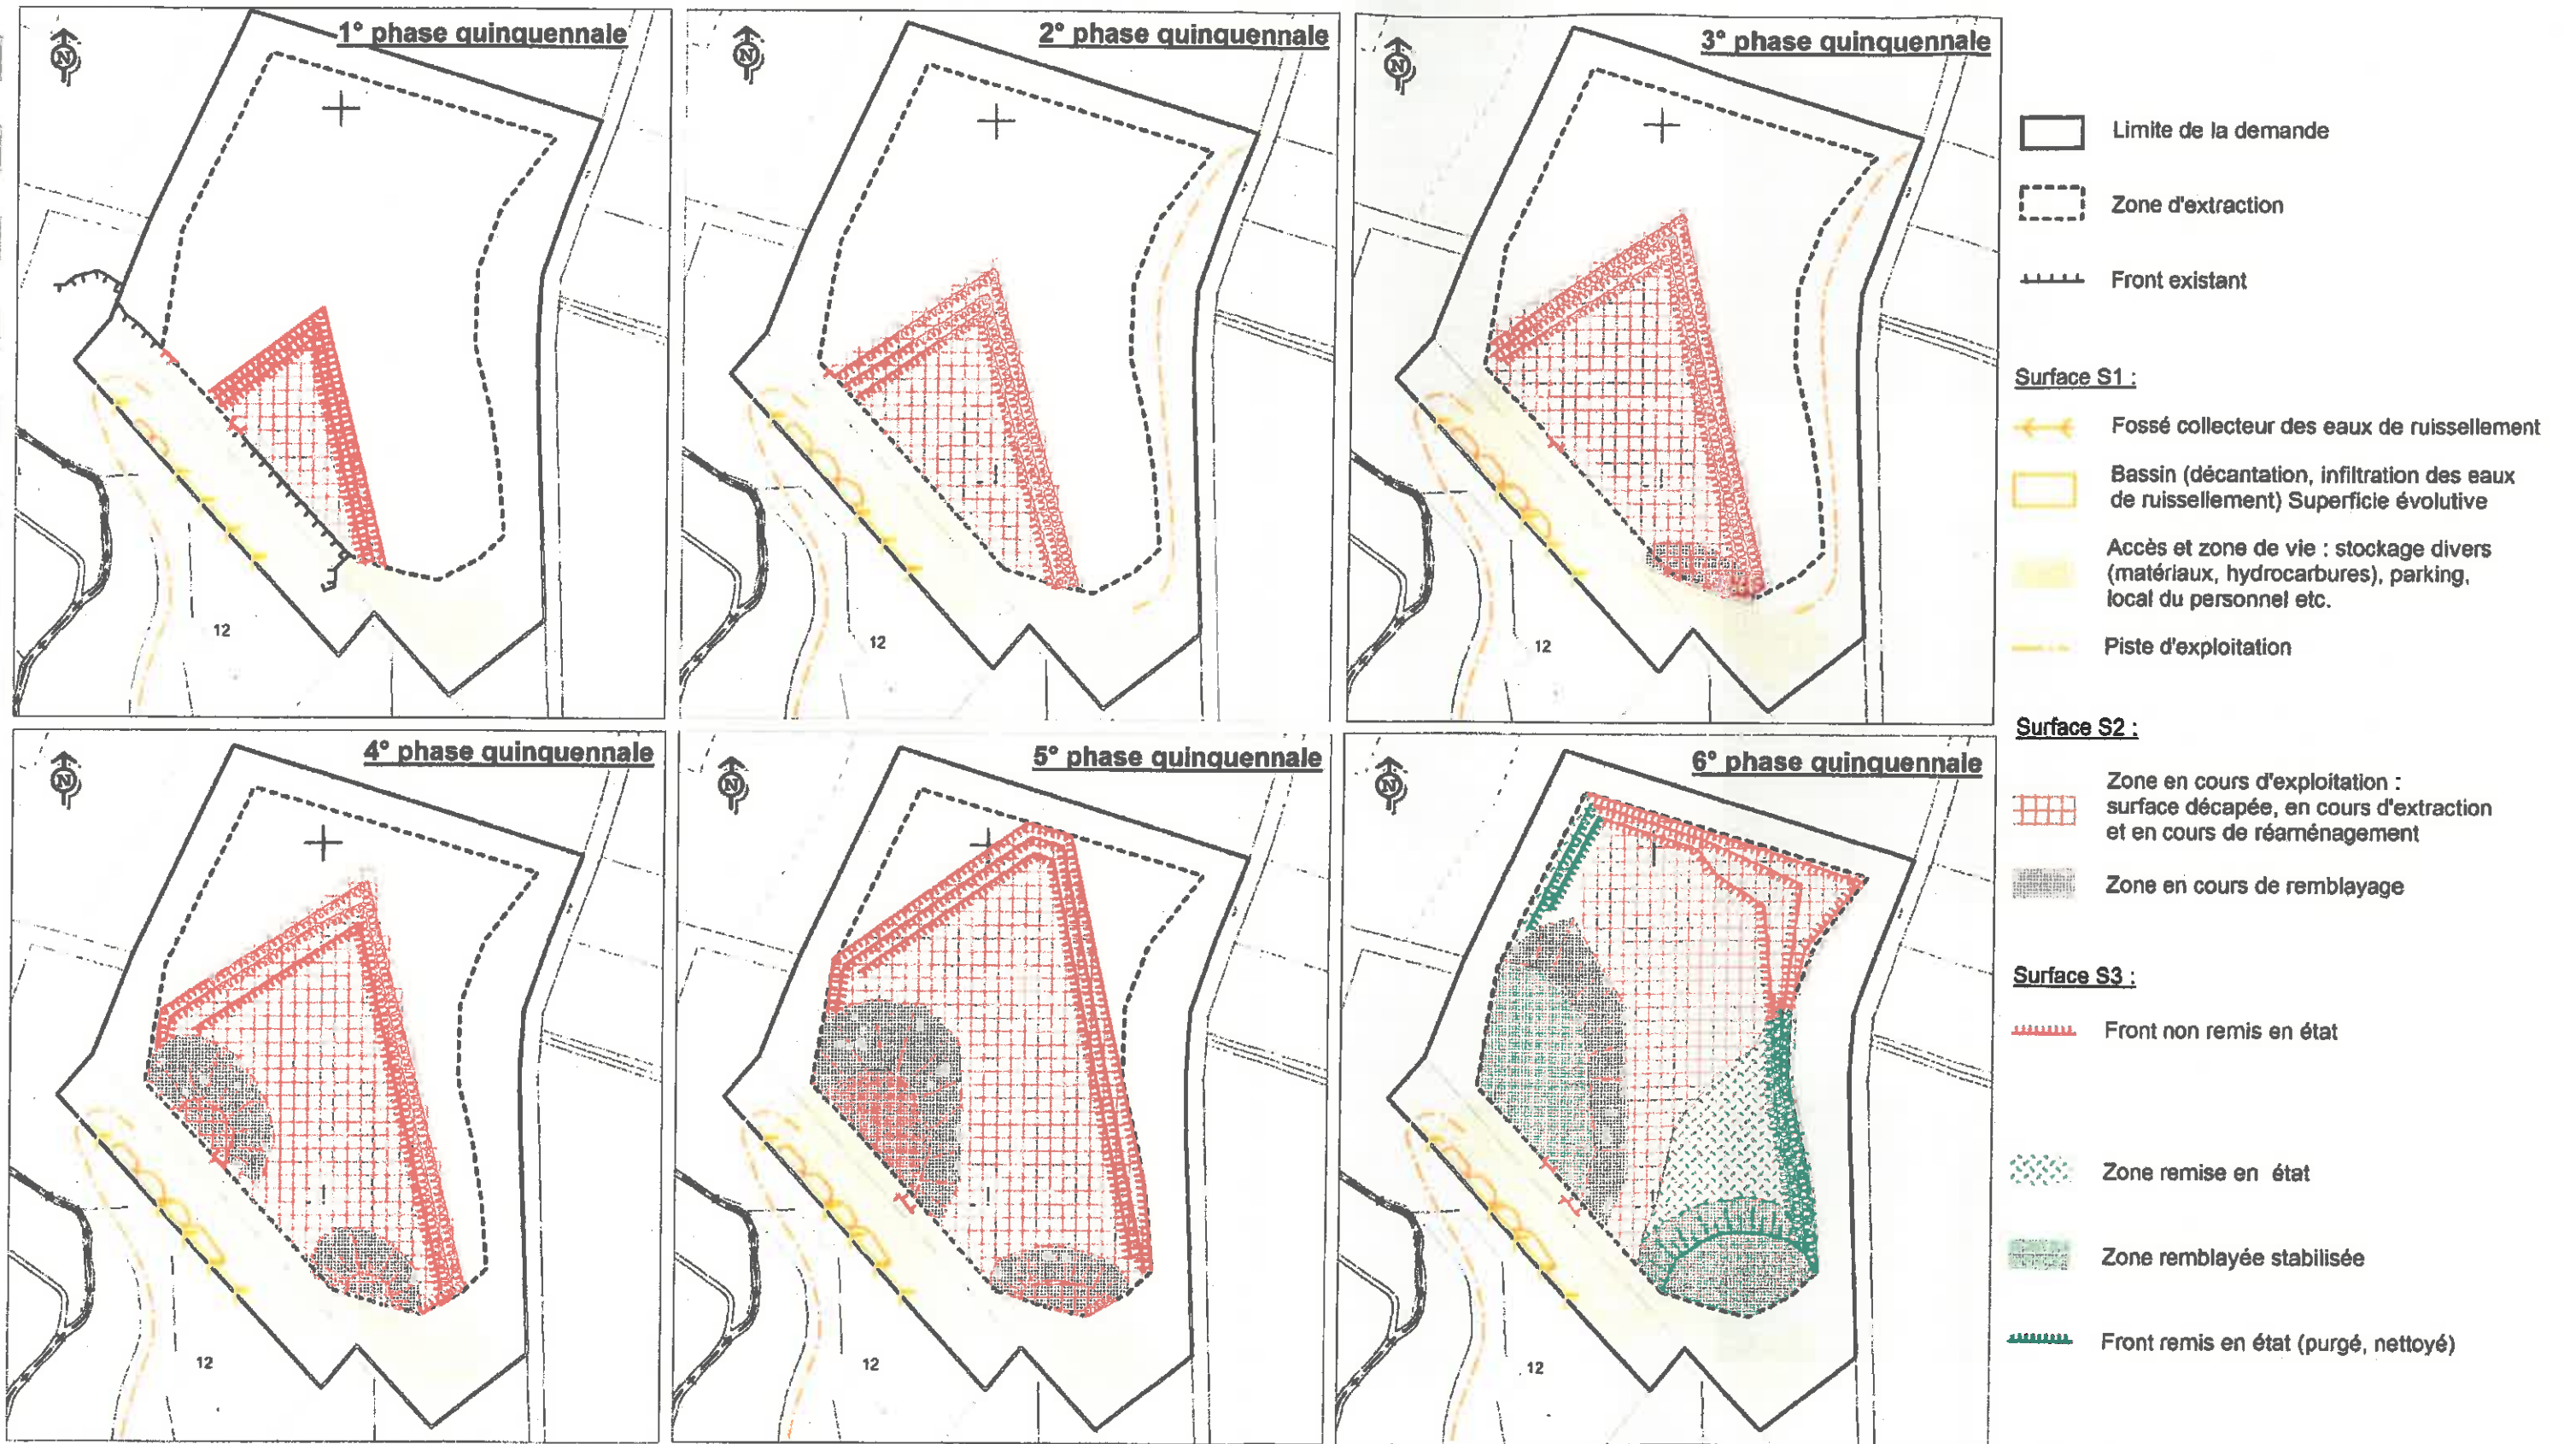 1° phase quinquennale
N
2° phase quinquennale
N
3° phase quinquennale
N
12
12
12
4° phase quinquennale
N
5° phase quinquennale
N
6° phase quinquennale
N
12
12
12
Limite de la demande
Zone d'extraction
Front existant
Surface S1 :
Fossé collecteur des eaux de ruissellement
Bassin (décantation, infiltration des eaux
de ruissellement) Superficie évolutive
Accès et zone de vie : stockage divers
(matériaux, hydrocarbures), parking,
local du personnel etc.
Piste d'exploitation
Surface S2 :
Zone en cours d'exploitation :
surface décapée, en cours d'extraction
et en cours de réaménagement
Zone en cours de remblayage
Surface S3 :
Front non remis en état
Zone remise en état
Zone remblayée stabilisée
Front remis en état (purgé, nettoyé)